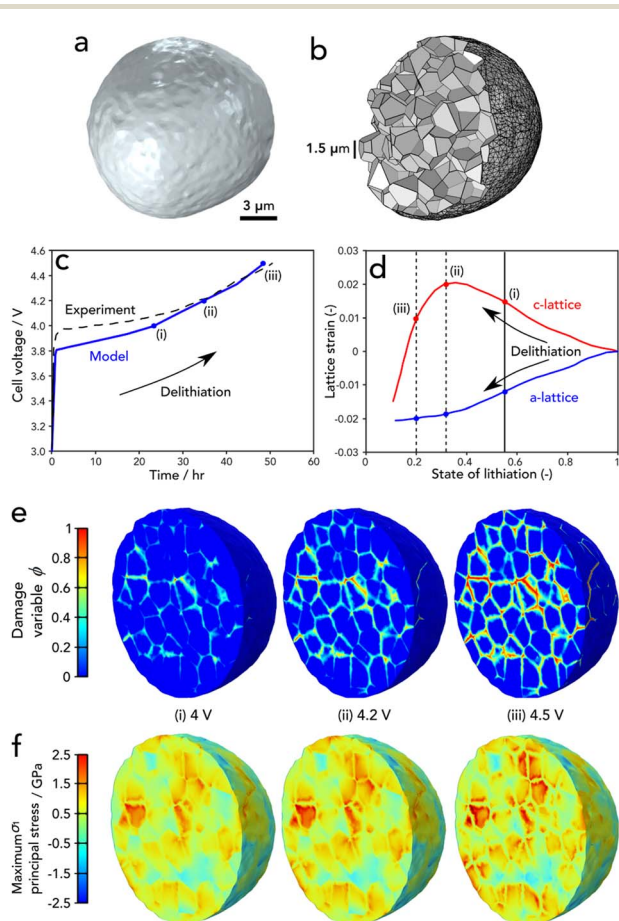 a
b
3 µm
1.5 µm
c
Cell voltage / V
4.6
4.4
4.2
4.0
3.8
3.6
3.4
3.2
3.0
Experiment
Model
(i)
(ii)
(iii)
Delithiation
0 10 20 30 40 50 60
Time / hr
d
Lattice strain (-)
0.03
0.02
0.01
0
-0.01
-0.02
-0.03
(iii)
(ii)
(i)
c-lattice
Delithiation
a-lattice
0 0.2 0.4 0.6 0.8 1
State of lithiation (-)
e
Damage
variable ϕ
1
0.8
0.6
0.4
0.2
0
(i) 4 V
(ii) 4.2 V
(iii) 4.5 V
f
Maximum σ₁
principal stress / GPa
2.5
1.5
0.5
-0.5
-1.5
-2.5